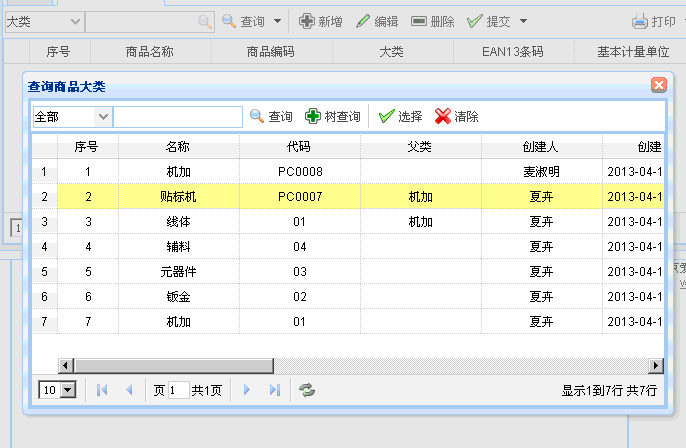 大类 查询 新增 编辑 删除 提交 打印
序号 商品名称 商品编码 大类 EAN13条码 基本计量单位
查询商品大类
全部 查询 树查询 选择 清除
序号 名称 代码 父类 创建人 创建
1 1 机加 PC0008 麦淑明 2013-04-1
2 2 贴标机 PC0007 机加 夏卉 2013-04-1
3 3 线体 01 机加 夏卉 2013-04-1
4 4 辅料 04 夏卉 2013-04-1
5 5 元器件 03 夏卉 2013-04-1
6 6 钣金 02 夏卉 2013-04-1
7 7 机加 01 夏卉 2013-04-1
10 页 1 共1页 显示1到7行 共7行